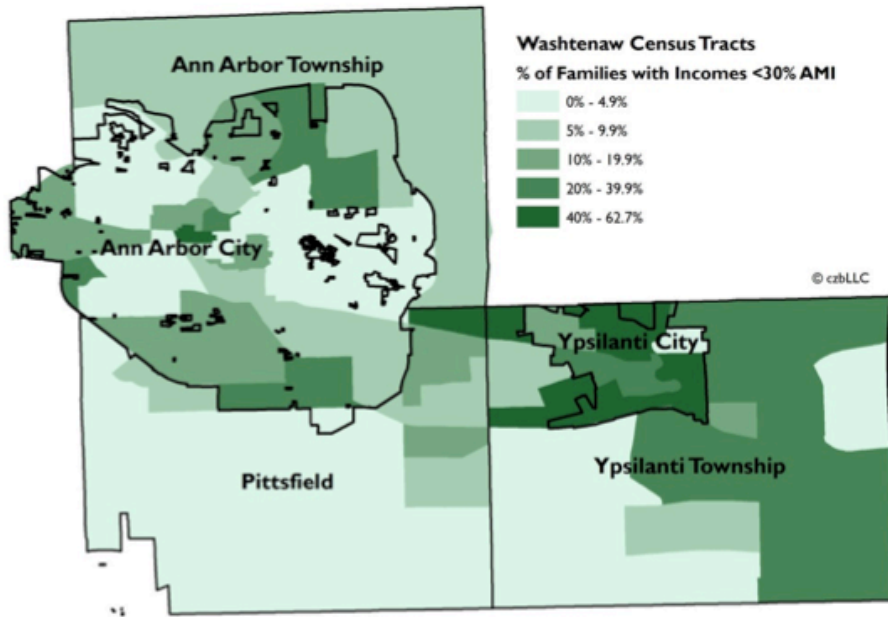 Washtenaw Census Tracts
% of Families with Incomes <30% AMI
0% - 4.9%
5% - 9.9%
10% - 19.9%
20% - 39.9%
40% - 62.7%
© czbLLC
Ann Arbor Township
Ann Arbor City
Ypsilanti City
Pittsfield
Ypsilanti Township